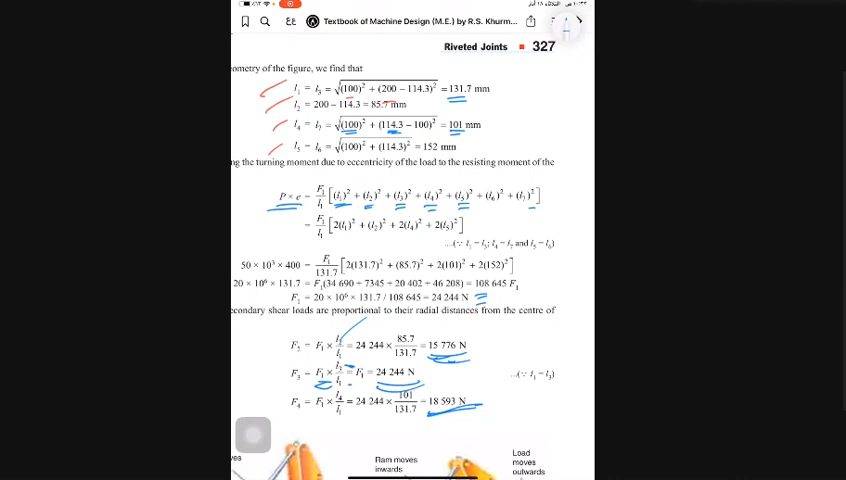 Textbook of Machine Design (M.E.) by R.S. Khurm...
Riveted Joints ■ 327
ometry of the figure, we find that
l₁ = l₃ = √((100)² + (200 – 114.3)²) = 131.7 mm
l₂ = 200 – 114.3 = 85.7 mm
l₄ = l₇ = √((100)² + (114.3 – 100)²) = 101 mm
l₅ = l₆ = √((100)² + (114.3)²) = 152 mm
ng the turning moment due to eccentricity of the load to the resisting moment of the
P × e = F₁/l₁ [(l₁)² + (l₂)² + (l₃)² + (l₄)² + (l₅)² + (l₆)² + (l₇)²]
= F₁/l₁ [2(l₁)² + (l₂)² + 2(l₄)² + 2(l₅)²]
....(∵ l₁ = l₃; l₄ = l₇ and l₅ = l₆)
50 × 10³ × 400 = F₁/131.7 [2(131.7)² + (85.7)² + 2(101)² + 2(152)²]
20 × 10⁶ × 131.7 = F₁(34 690 + 7345 + 20 402 + 46 208) = 108 645 F₁
F₁ = 20 × 10⁶ × 131.7 / 108 645 = 24 244 N
econdary shear loads are proportional to their radial distances from the centre of
F₂ = F₁ × l₂/l₁ = 24 244 × 85.7/131.7 = 15 776 N
F₃ = F₁ × l₃/l₁ = F₁ = 24 244 N ...(∵ l₁ = l₃)
F₄ = F₁ × l₄/l₁ = 24 244 × 101/131.7 = 18 593 N
ves
Ram moves
inwards
Load
moves
outwards